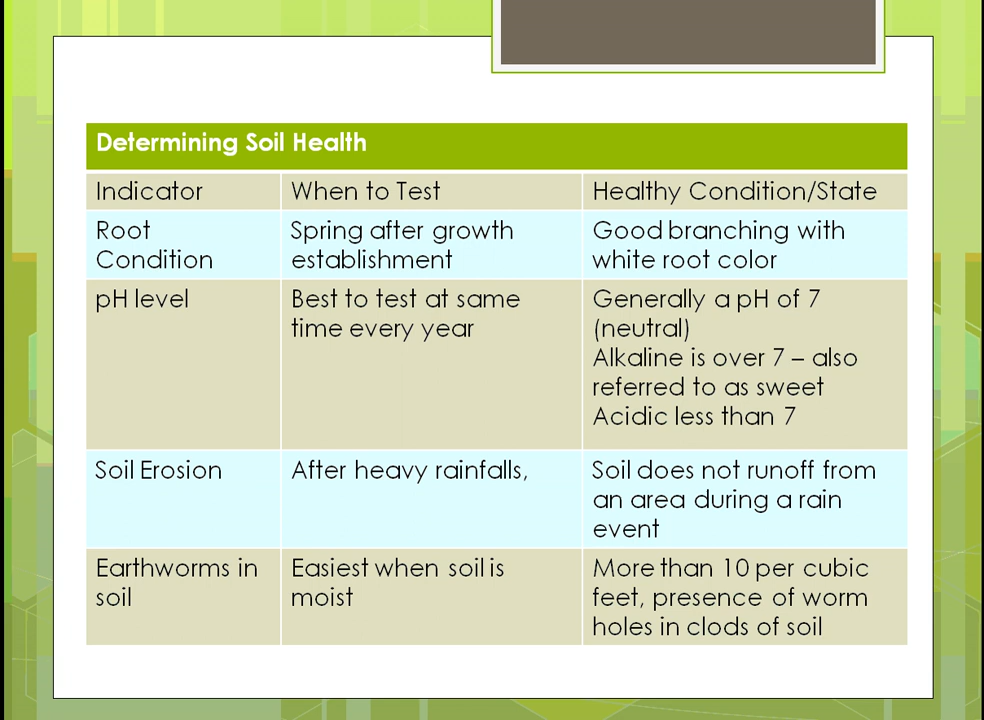 Determining Soil Health
Indicator
When to Test
Healthy Condition/State
Root
Condition
Spring after growth
establishment
Good branching with
white root color
pH level
Best to test at same
time every year
Generally a pH of 7
(neutral)
Alkaline is over 7 – also
referred to as sweet
Acidic less than 7
Soil Erosion
After heavy rainfalls,
Soil does not runoff from
an area during a rain
event
Earthworms in
soil
Easiest when soil is
moist
More than 10 per cubic
feet, presence of worm
holes in clods of soil